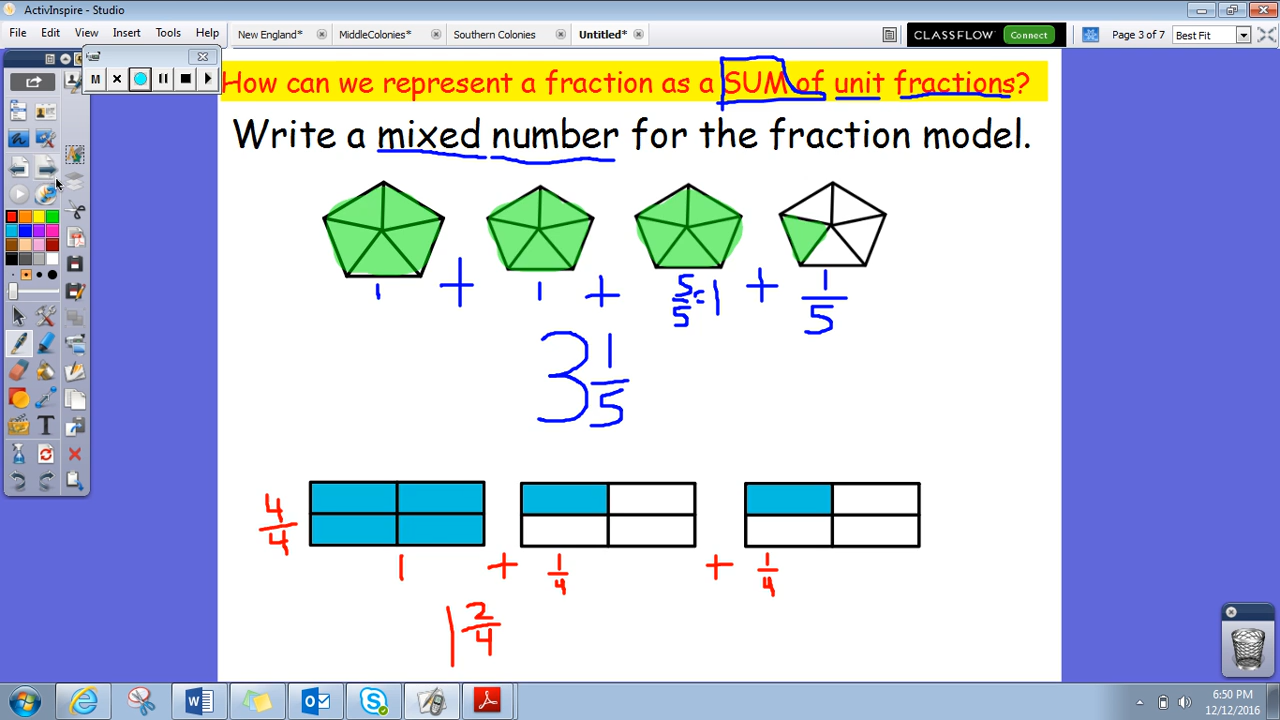 ActivInspire - Studio
File Edit View Insert Tools Help
New England* MiddleColonies* Southern Colonies Untitled*
CLASSFLOW Connect Page 3 of 7 Best Fit
M
How can we represent a fraction as a SUM of unit fractions?
Write a mixed number for the fraction model.
1 + 1 + 5/5=1 + 1/5
3 1/5
4/4
1 + 1/4 + 1/4
1 2/4
T
W
6:50 PM
12/12/2016